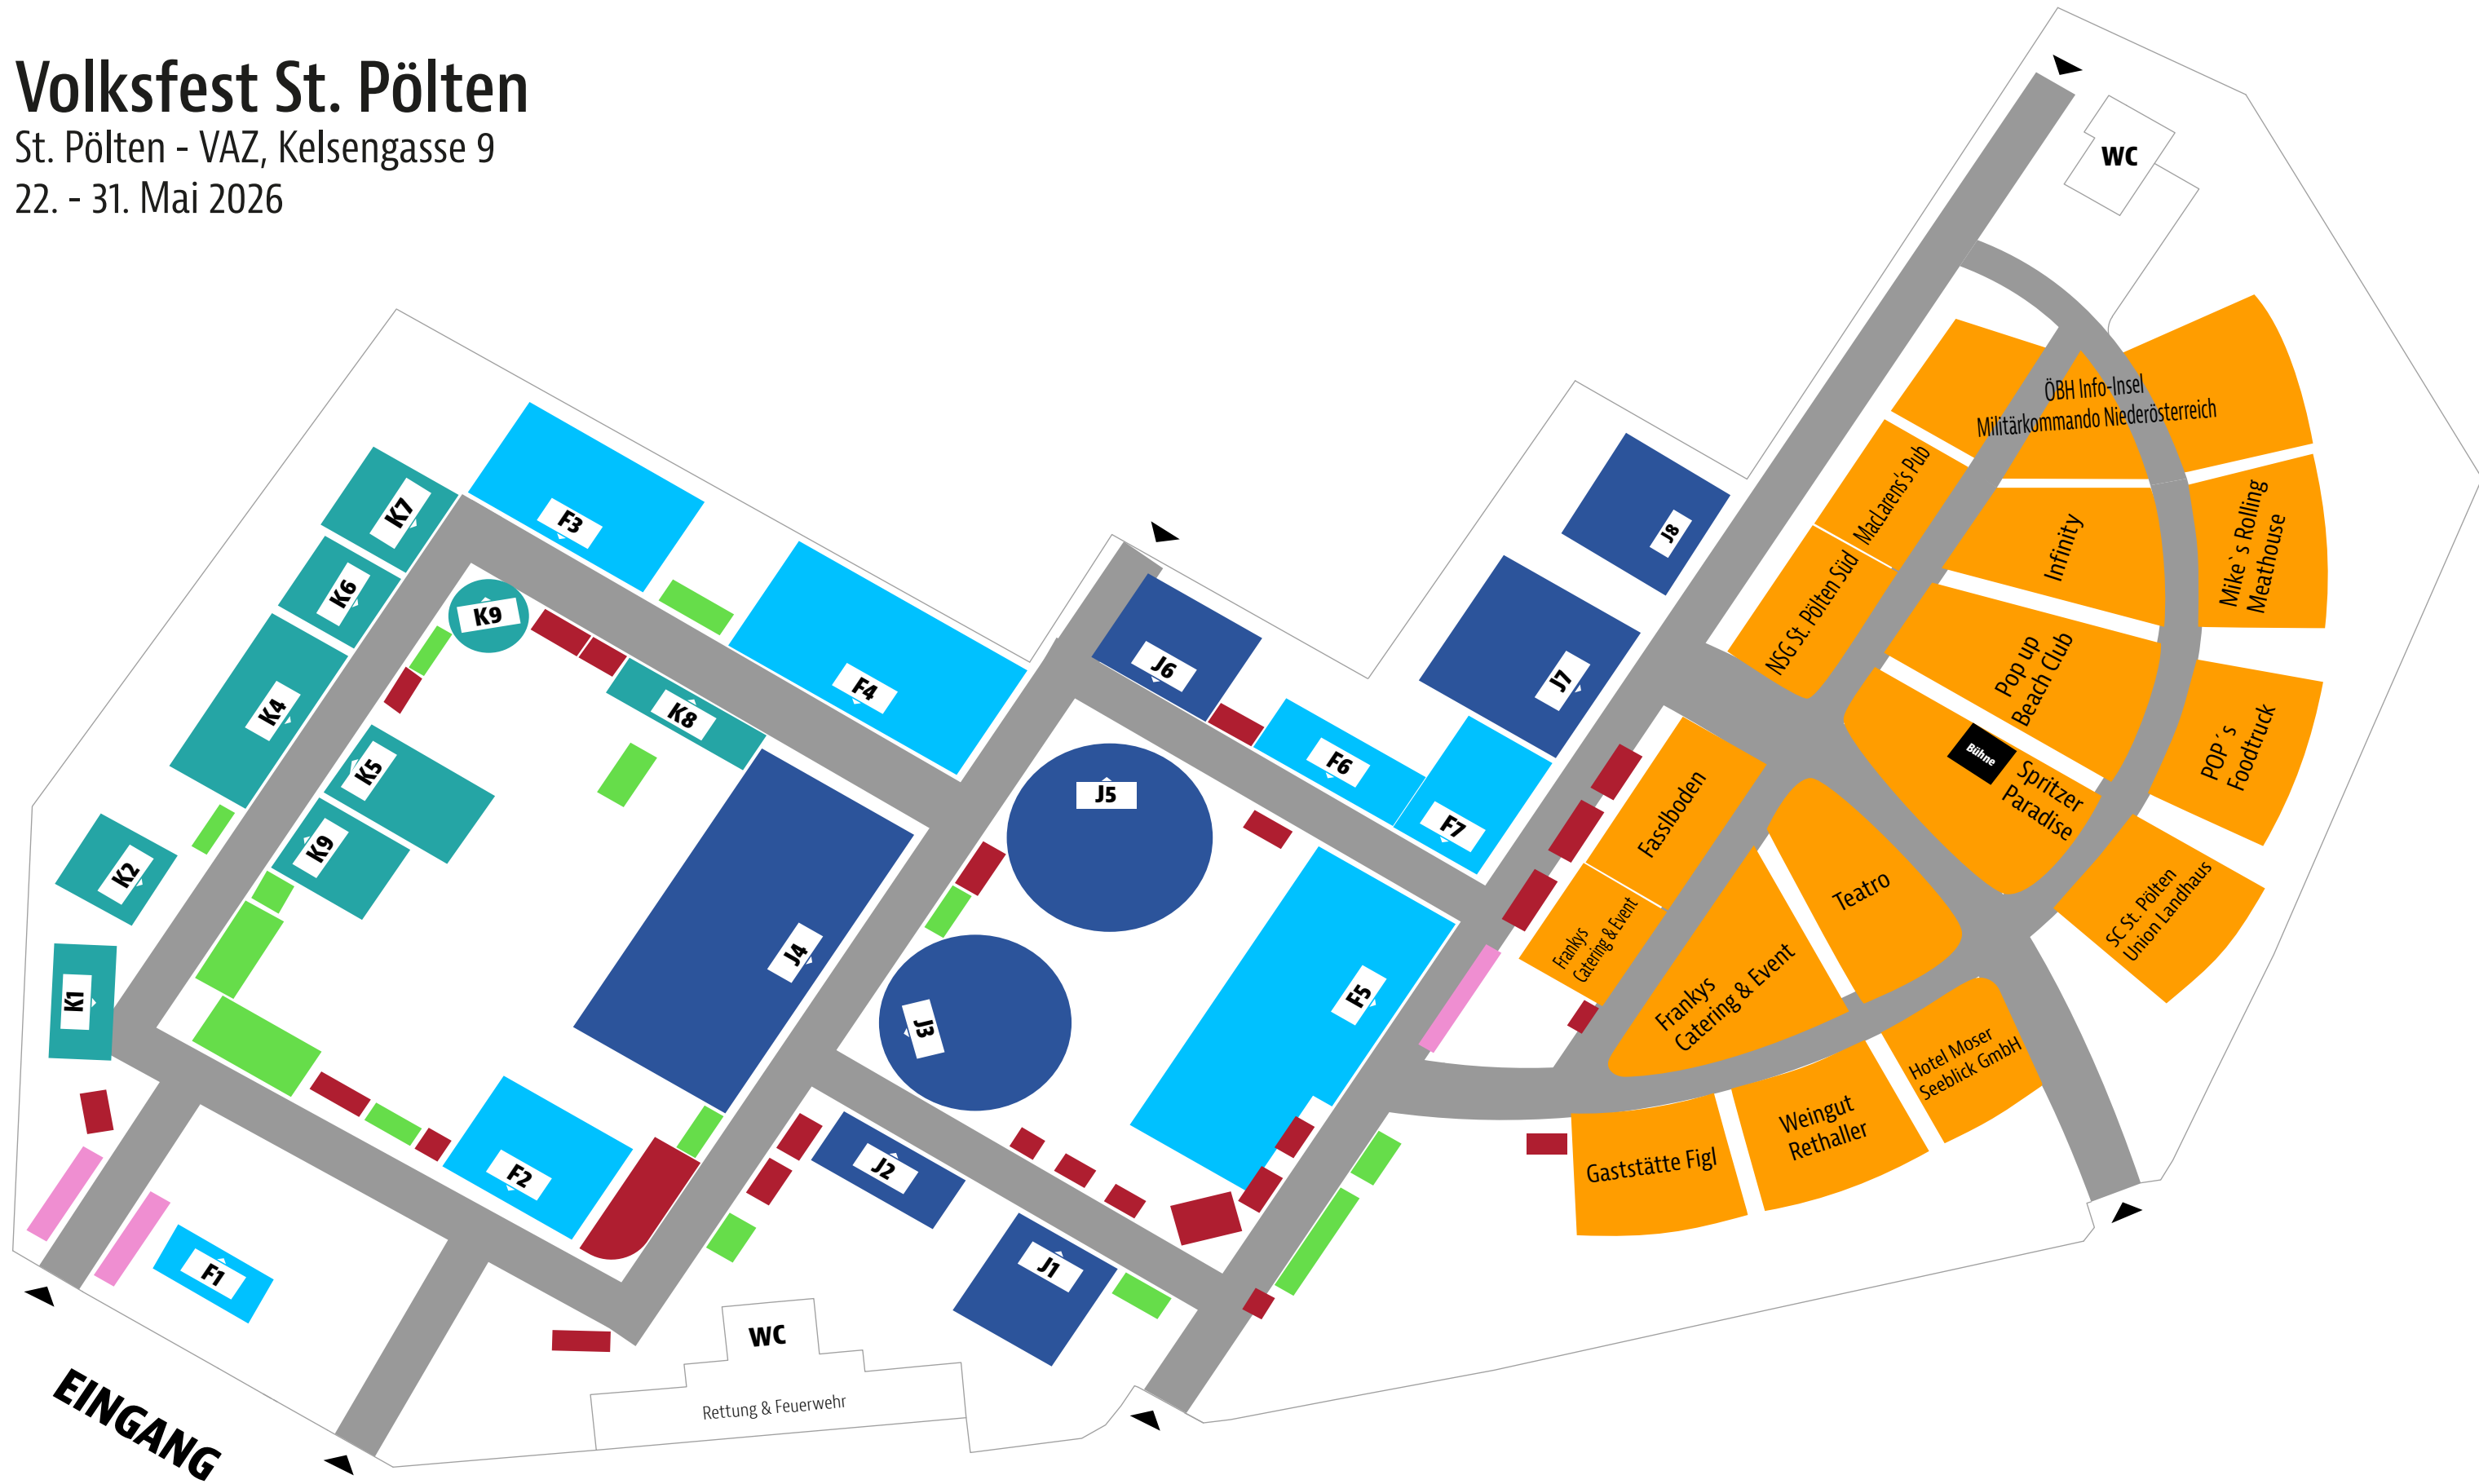 Volksfest St. Pölten
St. Pölten - VAZ, Kelsengasse 9
22. - 31. Mai 2026
WC
ÖBH Info-Insel
Militärkommando Niederösterreich
MacLarens's Pub
NSG St. Pölten Süd
Infinity
Mike´s Rolling
Meathouse
Pop up
Beach Club
POP´s
Foodtruck
Bühne
Spritzer
Paradise
SC St. Pölten
Union Landhaus
Fasslboden
Frankys
Catering & Event
Teatro
Frankys
Catering & Event
Hotel Moser
Seeblick GmbH
Weingut
Rethaller
Gaststätte Figl
K7
F3
K6
K9
K4
K8
F4
K5
K9
K2
K1
J8
J7
J6
F6
F7
J5
J4
J3
F5
F2
J2
J1
F1
WC
Rettung & Feuerwehr
EINGANG